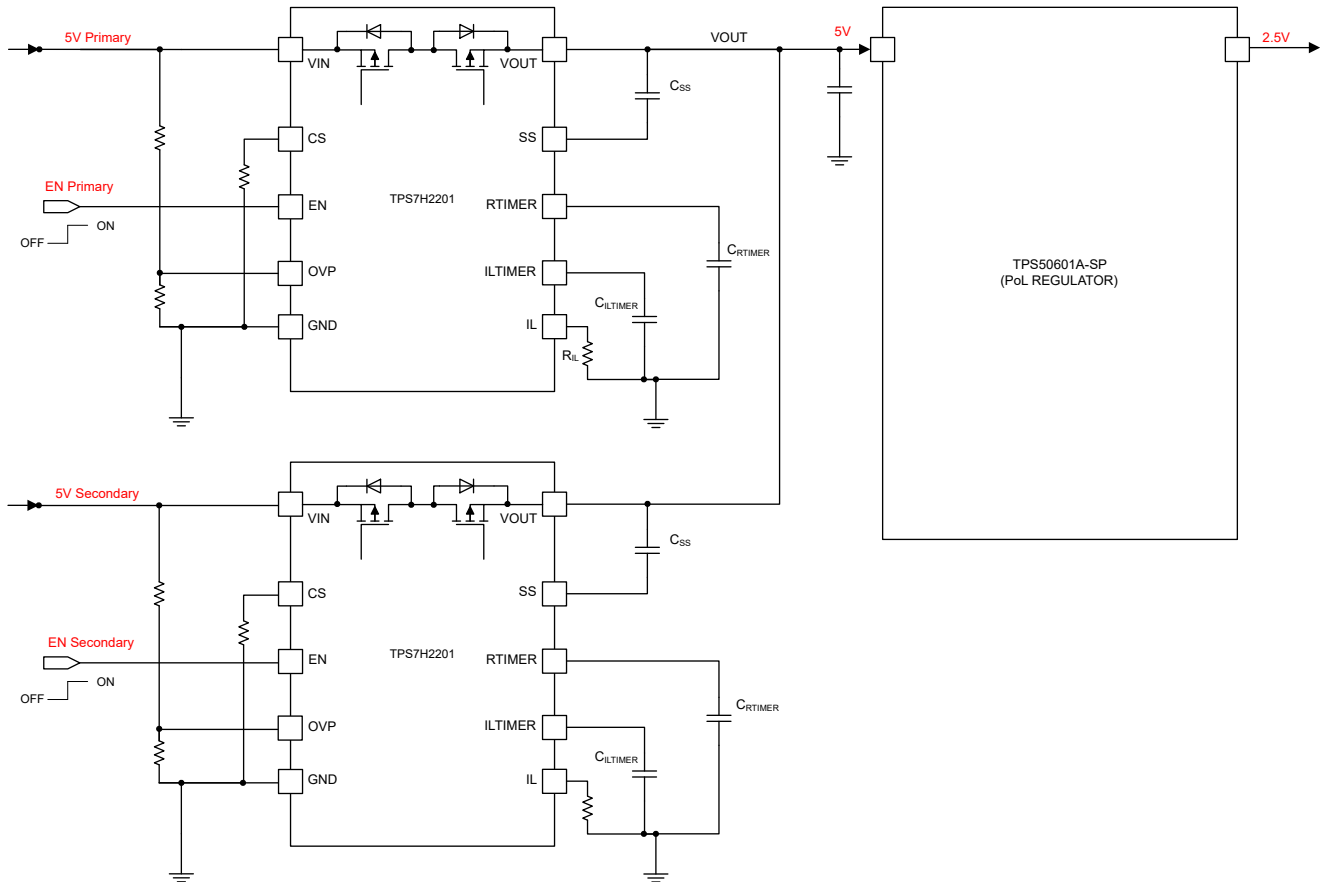 5V Primary
VIN
VOUT
VOUT
5V
2.5V
CSS
CS
SS
EN Primary
EN
TPS7H2201
RTIMER
OFF
ON
CRTIMER
OVP
ILTIMER
CILTIMER
GND
IL
RIL
TPS50601A-SP
(PoL REGULATOR)
5V Secondary
VIN
VOUT
CSS
CS
SS
EN Secondary
EN
TPS7H2201
RTIMER
OFF
ON
CRTIMER
OVP
ILTIMER
CILTIMER
GND
IL